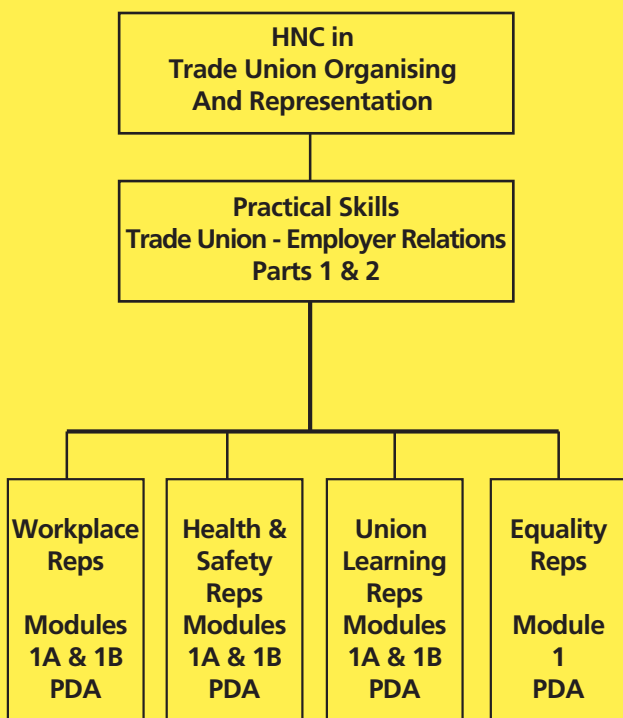 HNC in
Trade Union Organising
And Representation
Practical Skills
Trade Union - Employer Relations
Parts 1 & 2
Workplace
Reps
Modules
1A & 1B
PDA
Health &
Safety
Reps
Modules
1A & 1B
PDA
Union
Learning
Reps
Modules
1A & 1B
PDA
Equality
Reps
Module
1
PDA